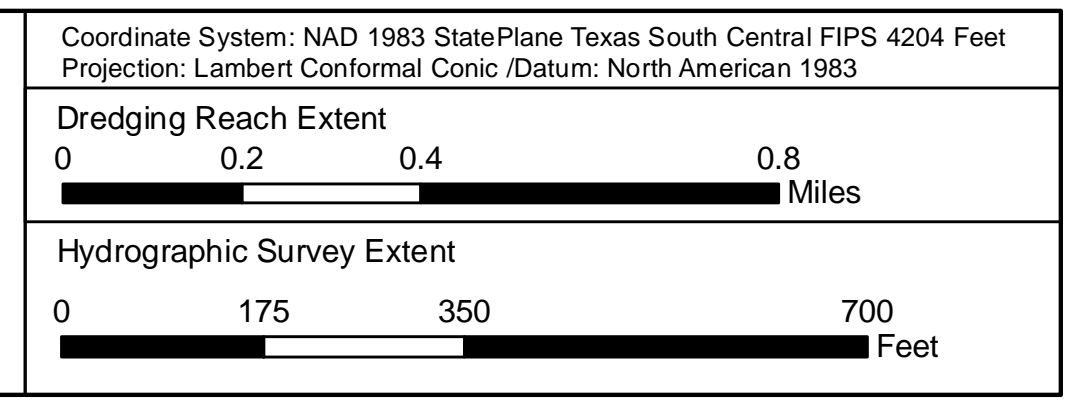 Coordinate System: NAD 1983 StatePlane Texas South Central FIPS 4204 Feet
Projection: Lambert Conformal Conic /Datum: North American 1983
Dredging Reach Extent
0 0.2 0.4 0.8
Miles
Hydrographic Survey Extent
0 175 350 700
Feet